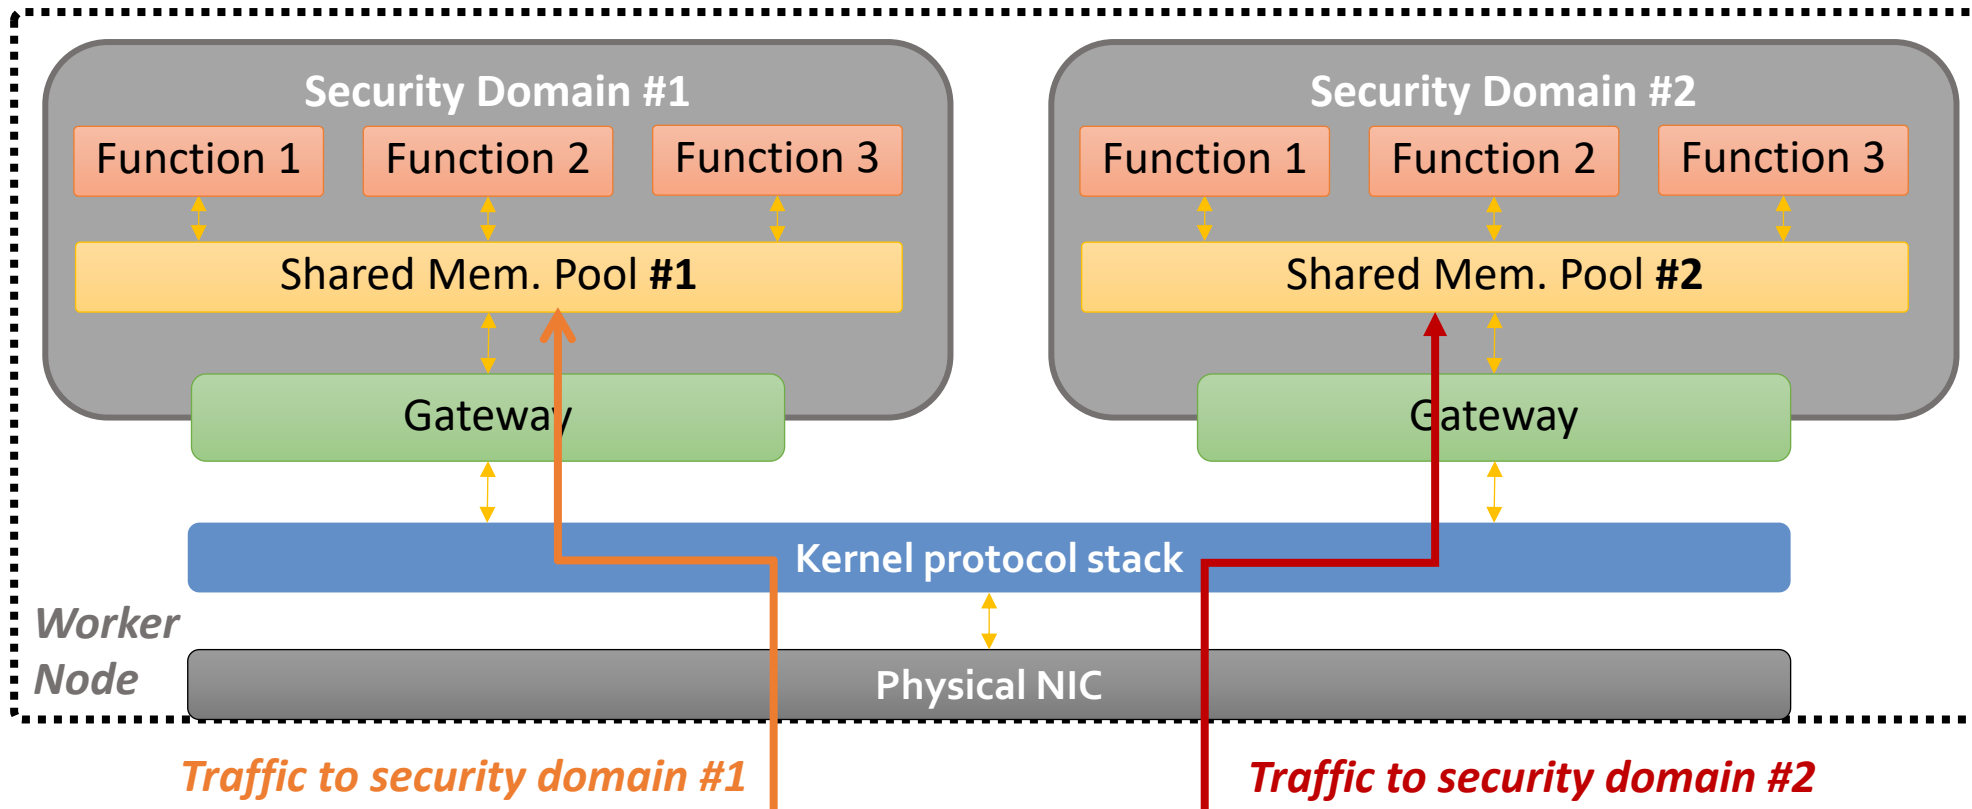 Security Domain #1
Security Domain #2
Function 1
Function 2
Function 3
Function 1
Function 2
Function 3
Shared Mem. Pool #1
Shared Mem. Pool #2
Gateway
Gateway
Kernel protocol stack
Worker
Node
Physical NIC
Traffic to security domain #1
Traffic to security domain #2